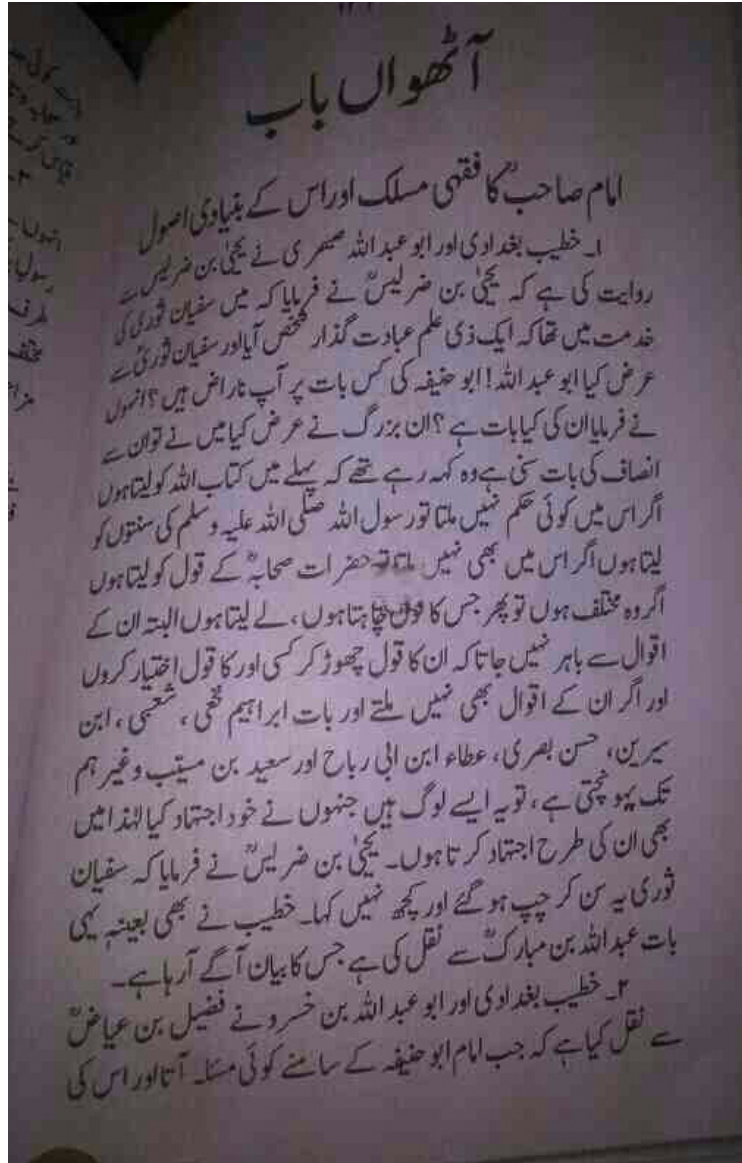 آٹھواں باب
امام صاحبؒ کا فقہی مسلک اور اس کے بنیادی اصول
۱۔ خطیب بغدادی اور ابو عبد اللہ صمری نے یحییٰ بن ضریس سے
روایت کی ہے کہ یحییٰ بن ضریسؒ نے فرمایا کہ میں سفیان ثوری کی
خدمت میں تھا کہ ایک ذی علم عبادت گذار شخص آیا اور سفیان ثوریؒ سے
عرض کیا ابو عبد اللہ! ابو حنیفہ کی کس بات پر آپ ناراض ہیں؟ انہوں
نے فرمایا ان کی کیا بات ہے؟ ان بزرگ نے عرض کیا میں نے تو ان سے
انصاف کی بات سنی ہے وہ کہہ رہے تھے کہ پہلے میں کتاب اللہ کو لیتا ہوں
اگر اس میں کوئی حکم نہیں ملتا تو رسول اللہ صلی اللہ علیہ وسلم کی سنتوں کو
لیتا ہوں اگر اس میں بھی نہیں ملتا تو حضرات صحابہؓ کے قول کو لیتا ہوں
اگر وہ مختلف ہوں تو پھر جس کا قول چاہتا ہوں، لے لیتا ہوں البتہ ان کے
اقوال سے باہر نہیں جاتا کہ ان کا قول چھوڑ کر کسی اور کا قول اختیار کروں
اور اگر ان کے اقوال بھی نہیں ملتے اور بات ابراہیم نخعی، شعبی، ابن
سیرین، حسن بصری، عطاء ابن ابی رباح اور سعید بن مسیتب وغیر ہم
تک پہونچتی ہے، تو یہ ایسے لوگ ہیں جنہوں نے خود اجتہاد کیا لہٰذا میں
بھی ان کی طرح اجتہاد کرتا ہوں۔ یحییٰ بن ضریسؒ نے فرمایا کہ سفیان
ثوری یہ سن کر چپ ہو گئے اور کچھ نہیں کہا۔ خطیب نے بھی بعینہ یہی
بات عبد اللہ بن مبارکؒ سے نقل کی ہے جس کا بیان آگے آرہا ہے۔
۲۔ خطیب بغدادی اور ابو عبد اللہ بن خسرو نے فضیل بن عیاضؒ
سے نقل کیا ہے کہ جب امام ابو حنیفہ کے سامنے کوئی مسئلہ آتا اور اس کی